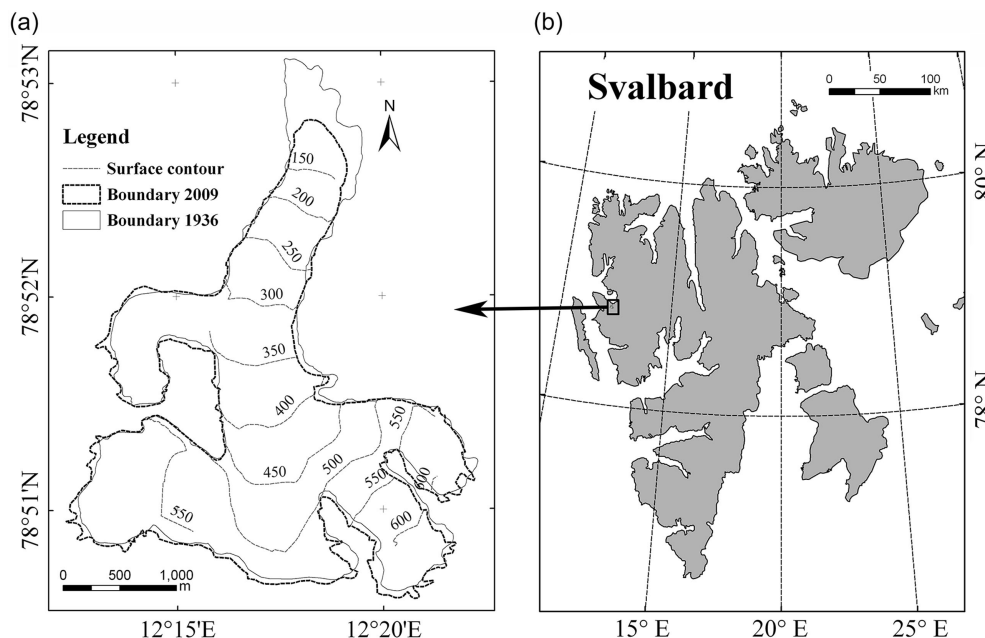 (a)
78°53'N
78°52'N
78°51'N
12°15'E
12°20'E
N
Legend
Surface contour
Boundary 2009
Boundary 1936
150
200
250
300
350
400
450
500
550
550
600
600
550
0 500 1,000
m
(b)
Svalbard
0 50 100
km
80°N
78°N
15° E
20° E
25° E